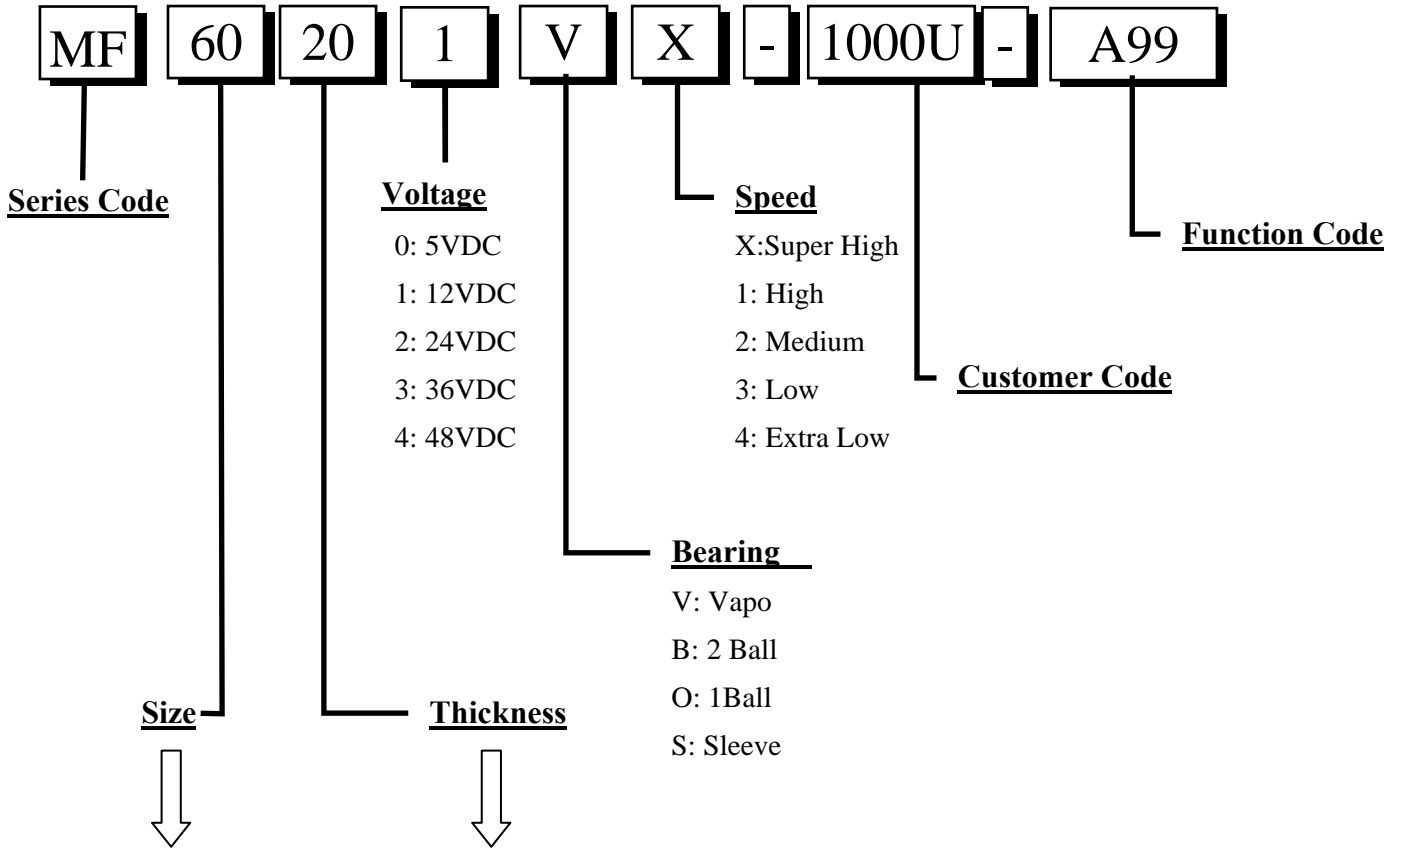 MF 60 20 1 V X - 1000U - A99
Series Code
Voltage
0: 5VDC
1: 12VDC
2: 24VDC
3: 36VDC
4: 48VDC
Speed
X:Super High
1: High
2: Medium
3: Low
4: Extra Low
Function Code
Customer Code
Bearing
V: Vapo
B: 2 Ball
O: 1Ball
S: Sleeve
Size
Thickness